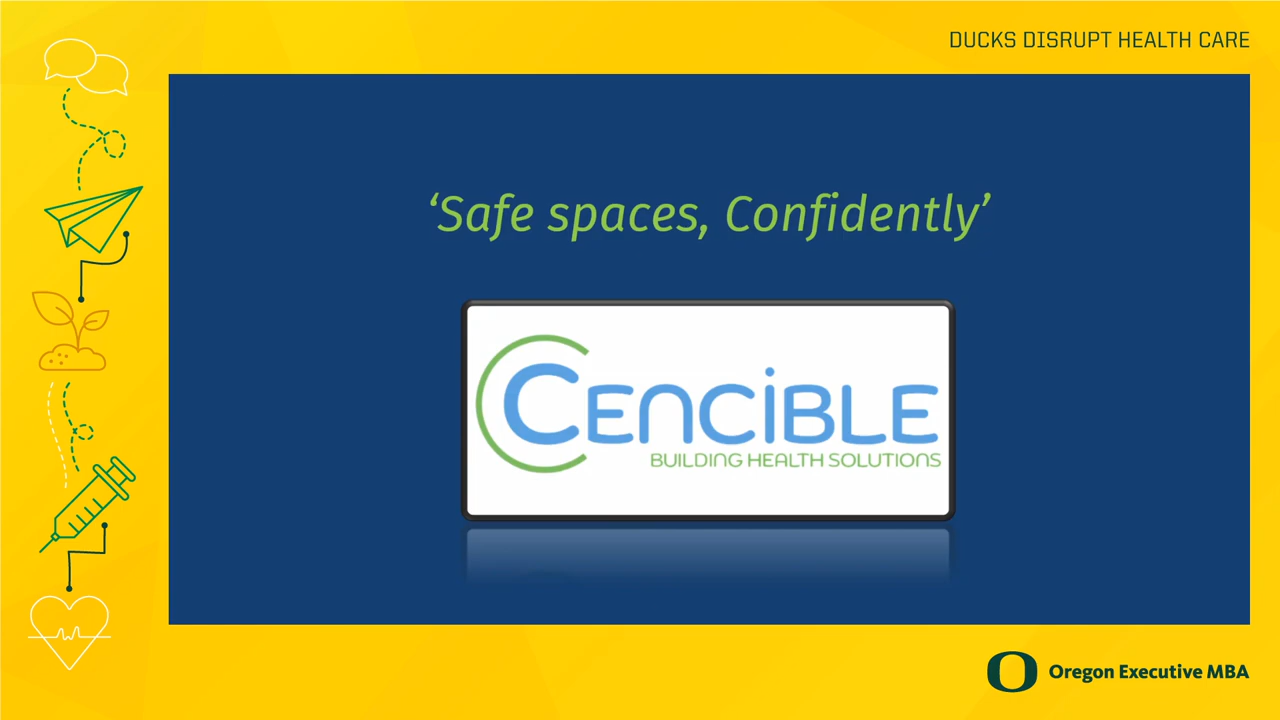 DUCKS DISRUPT HEALTH CARE
‘Safe spaces, Confidently’
CENCIBLE
BUILDING HEALTH SOLUTIONS
O Oregon Executive MBA